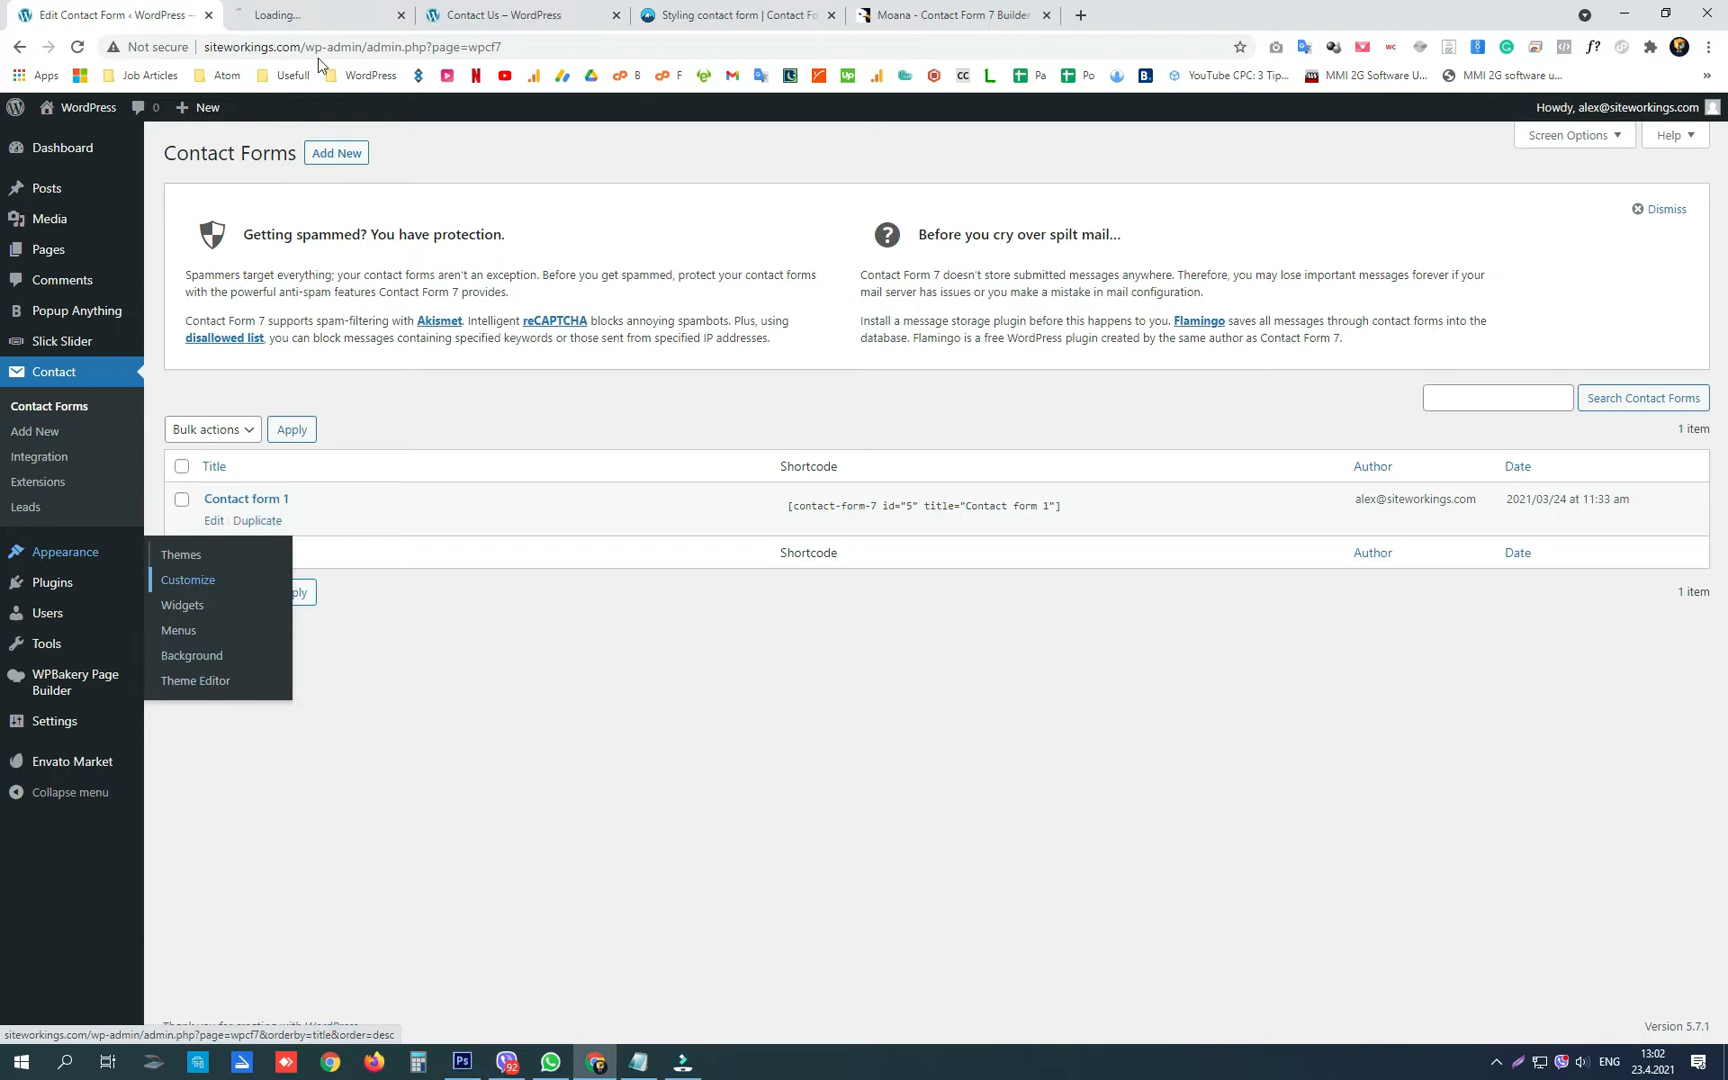 Edit Contact Form ‹ WordPress —
Loading...
Contact Us – WordPress
Styling contact form | Contact Fo
Moana - Contact Form 7 Builder
Not secure
siteworkings.com/wp-admin/admin.php?page=wpcf7
Apps
Job Articles
Atom
Usefull
WordPress
B
F
Pa
Po
YouTube CPC: 3 Tip...
MMI 2G Software U...
MMI 2G software u...
WordPress
0
New
Howdy, alex@siteworkings.com
Screen Options
Help
Dashboard
Posts
Media
Pages
Comments
Popup Anything
Slick Slider
Contact
Contact Forms
Add New
Integration
Extensions
Leads
Appearance
Plugins
Users
Tools
WPBakery Page
Builder
Settings
Envato Market
Collapse menu
Themes
Customize
Widgets
Menus
Background
Theme Editor
Contact Forms
Add New
Dismiss
Getting spammed? You have protection.
Spammers target everything; your contact forms aren't an exception. Before you get spammed, protect your contact forms
with the powerful anti-spam features Contact Form 7 provides.
Contact Form 7 supports spam-filtering with Akismet. Intelligent reCAPTCHA blocks annoying spambots. Plus, using
disallowed list, you can block messages containing specified keywords or those sent from specified IP addresses.
Before you cry over spilt mail...
Contact Form 7 doesn't store submitted messages anywhere. Therefore, you may lose important messages forever if your
mail server has issues or you make a mistake in mail configuration.
Install a message storage plugin before this happens to you. Flamingo saves all messages through contact forms into the
database. Flamingo is a free WordPress plugin created by the same author as Contact Form 7.
Search Contact Forms
Bulk actions
Apply
1 item
Title
Shortcode
Author
Date
Contact form 1
[contact-form-7 id="5" title="Contact form 1"]
alex@siteworkings.com
2021/03/24 at 11:33 am
Edit | Duplicate
Shortcode
Author
Date
ply
1 item
Thank you for creating with WordPress
Version 5.7.1
siteworkings.com/wp-admin/admin.php?page=wpcf7&orderby=title&order=desc
92
ENG
13:02
23.4.2021